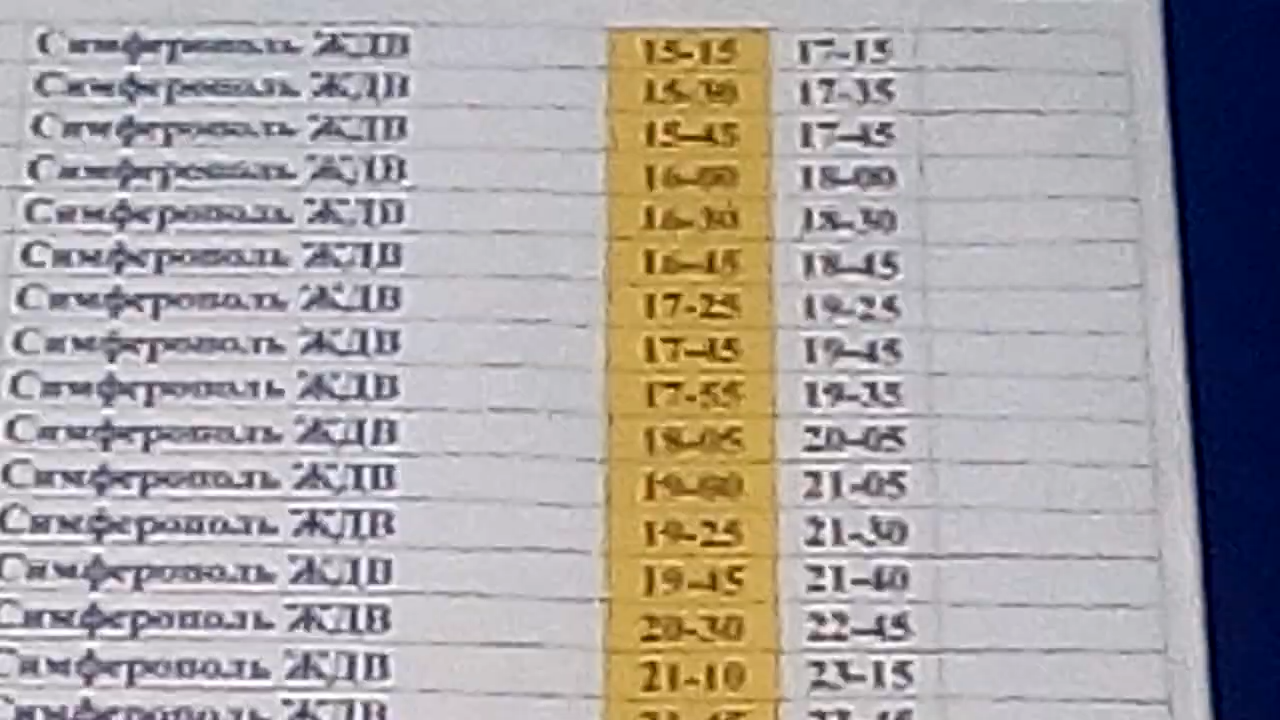 Симферополь ЖДВ 15-15 17-15
Симферополь ЖДВ 15-30 17-35
Симферополь ЖДВ 15-45 17-45
Симферополь ЖДВ 16-00 18-00
Симферополь ЖДВ 16-30 18-30
Симферополь ЖДВ 16-45 18-45
Симферополь ЖДВ 17-25 19-25
Симферополь ЖДВ 17-45 19-45
Симферополь ЖДВ 17-55 19-35
Симферополь ЖДВ 18-05 20-05
Симферополь ЖДВ 19-00 21-05
Симферополь ЖДВ 19-25 21-30
Симферополь ЖДВ 19-45 21-40
Симферополь ЖДВ 20-30 22-45
Симферополь ЖДВ 21-10 23-15
Симферополь ЖДВ